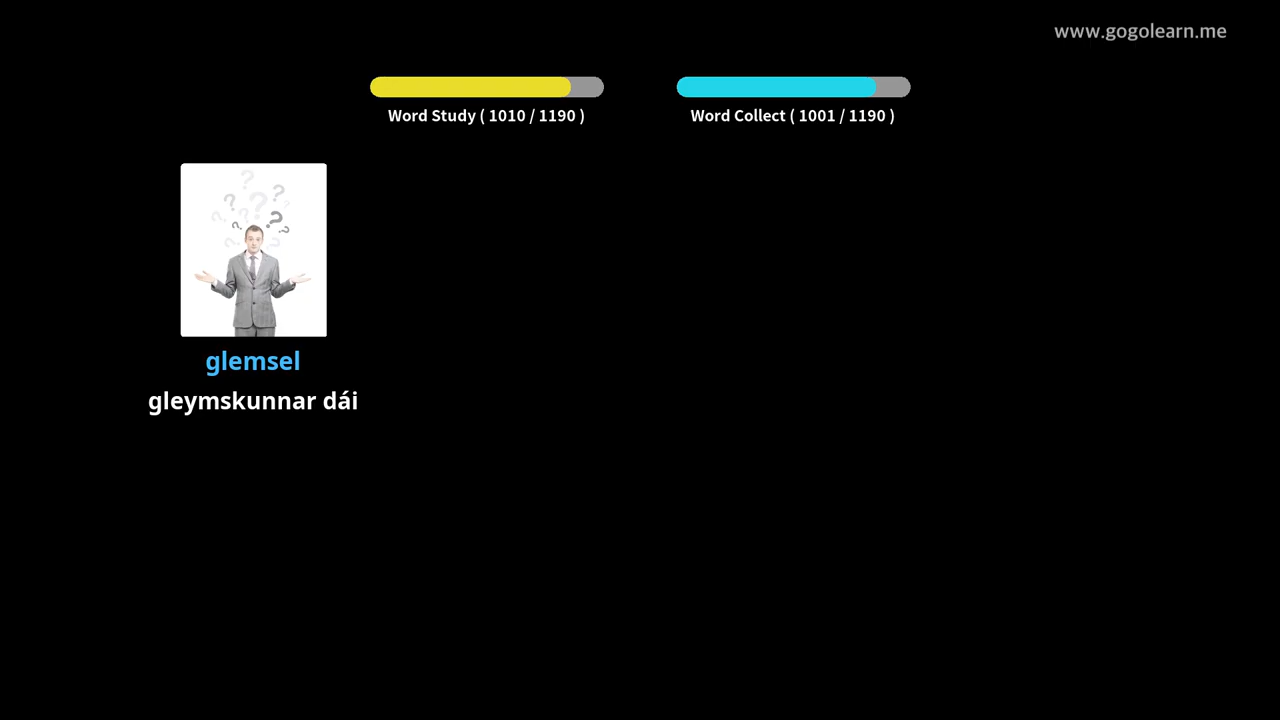 www.gogolearn.me
Word Study ( 1010 / 1190 )
Word Collect ( 1001 / 1190 )
glemsel
gleymskunnar dái